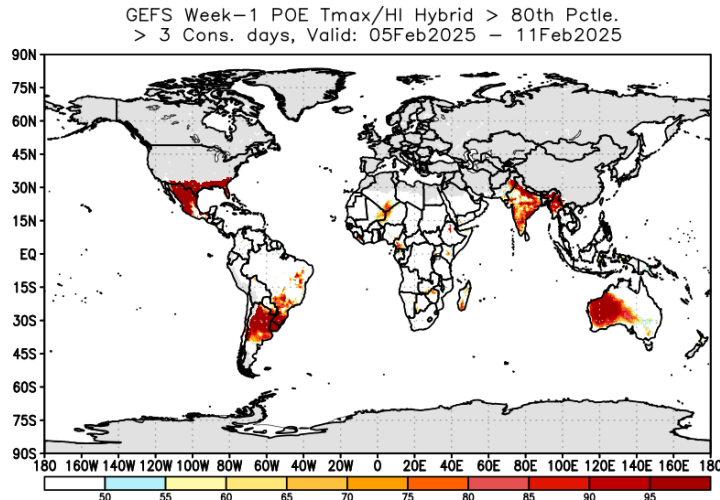 GEFS Week-1 POE Tmax/HI Hybrid > 80th Pctle.
> 3 Cons. days, Valid: 05Feb2025 - 11Feb2025
90N
75N
60N
45N
30N
15N
EQ
15S
30S
45S
60S
75S
90S
180 160W 140W 120W 100W 80W 60W 40W 20W 0 20E 40E 60E 80E 100E 120E 140E 160E 180
50 55 60 65 70 75 80 85 90 95